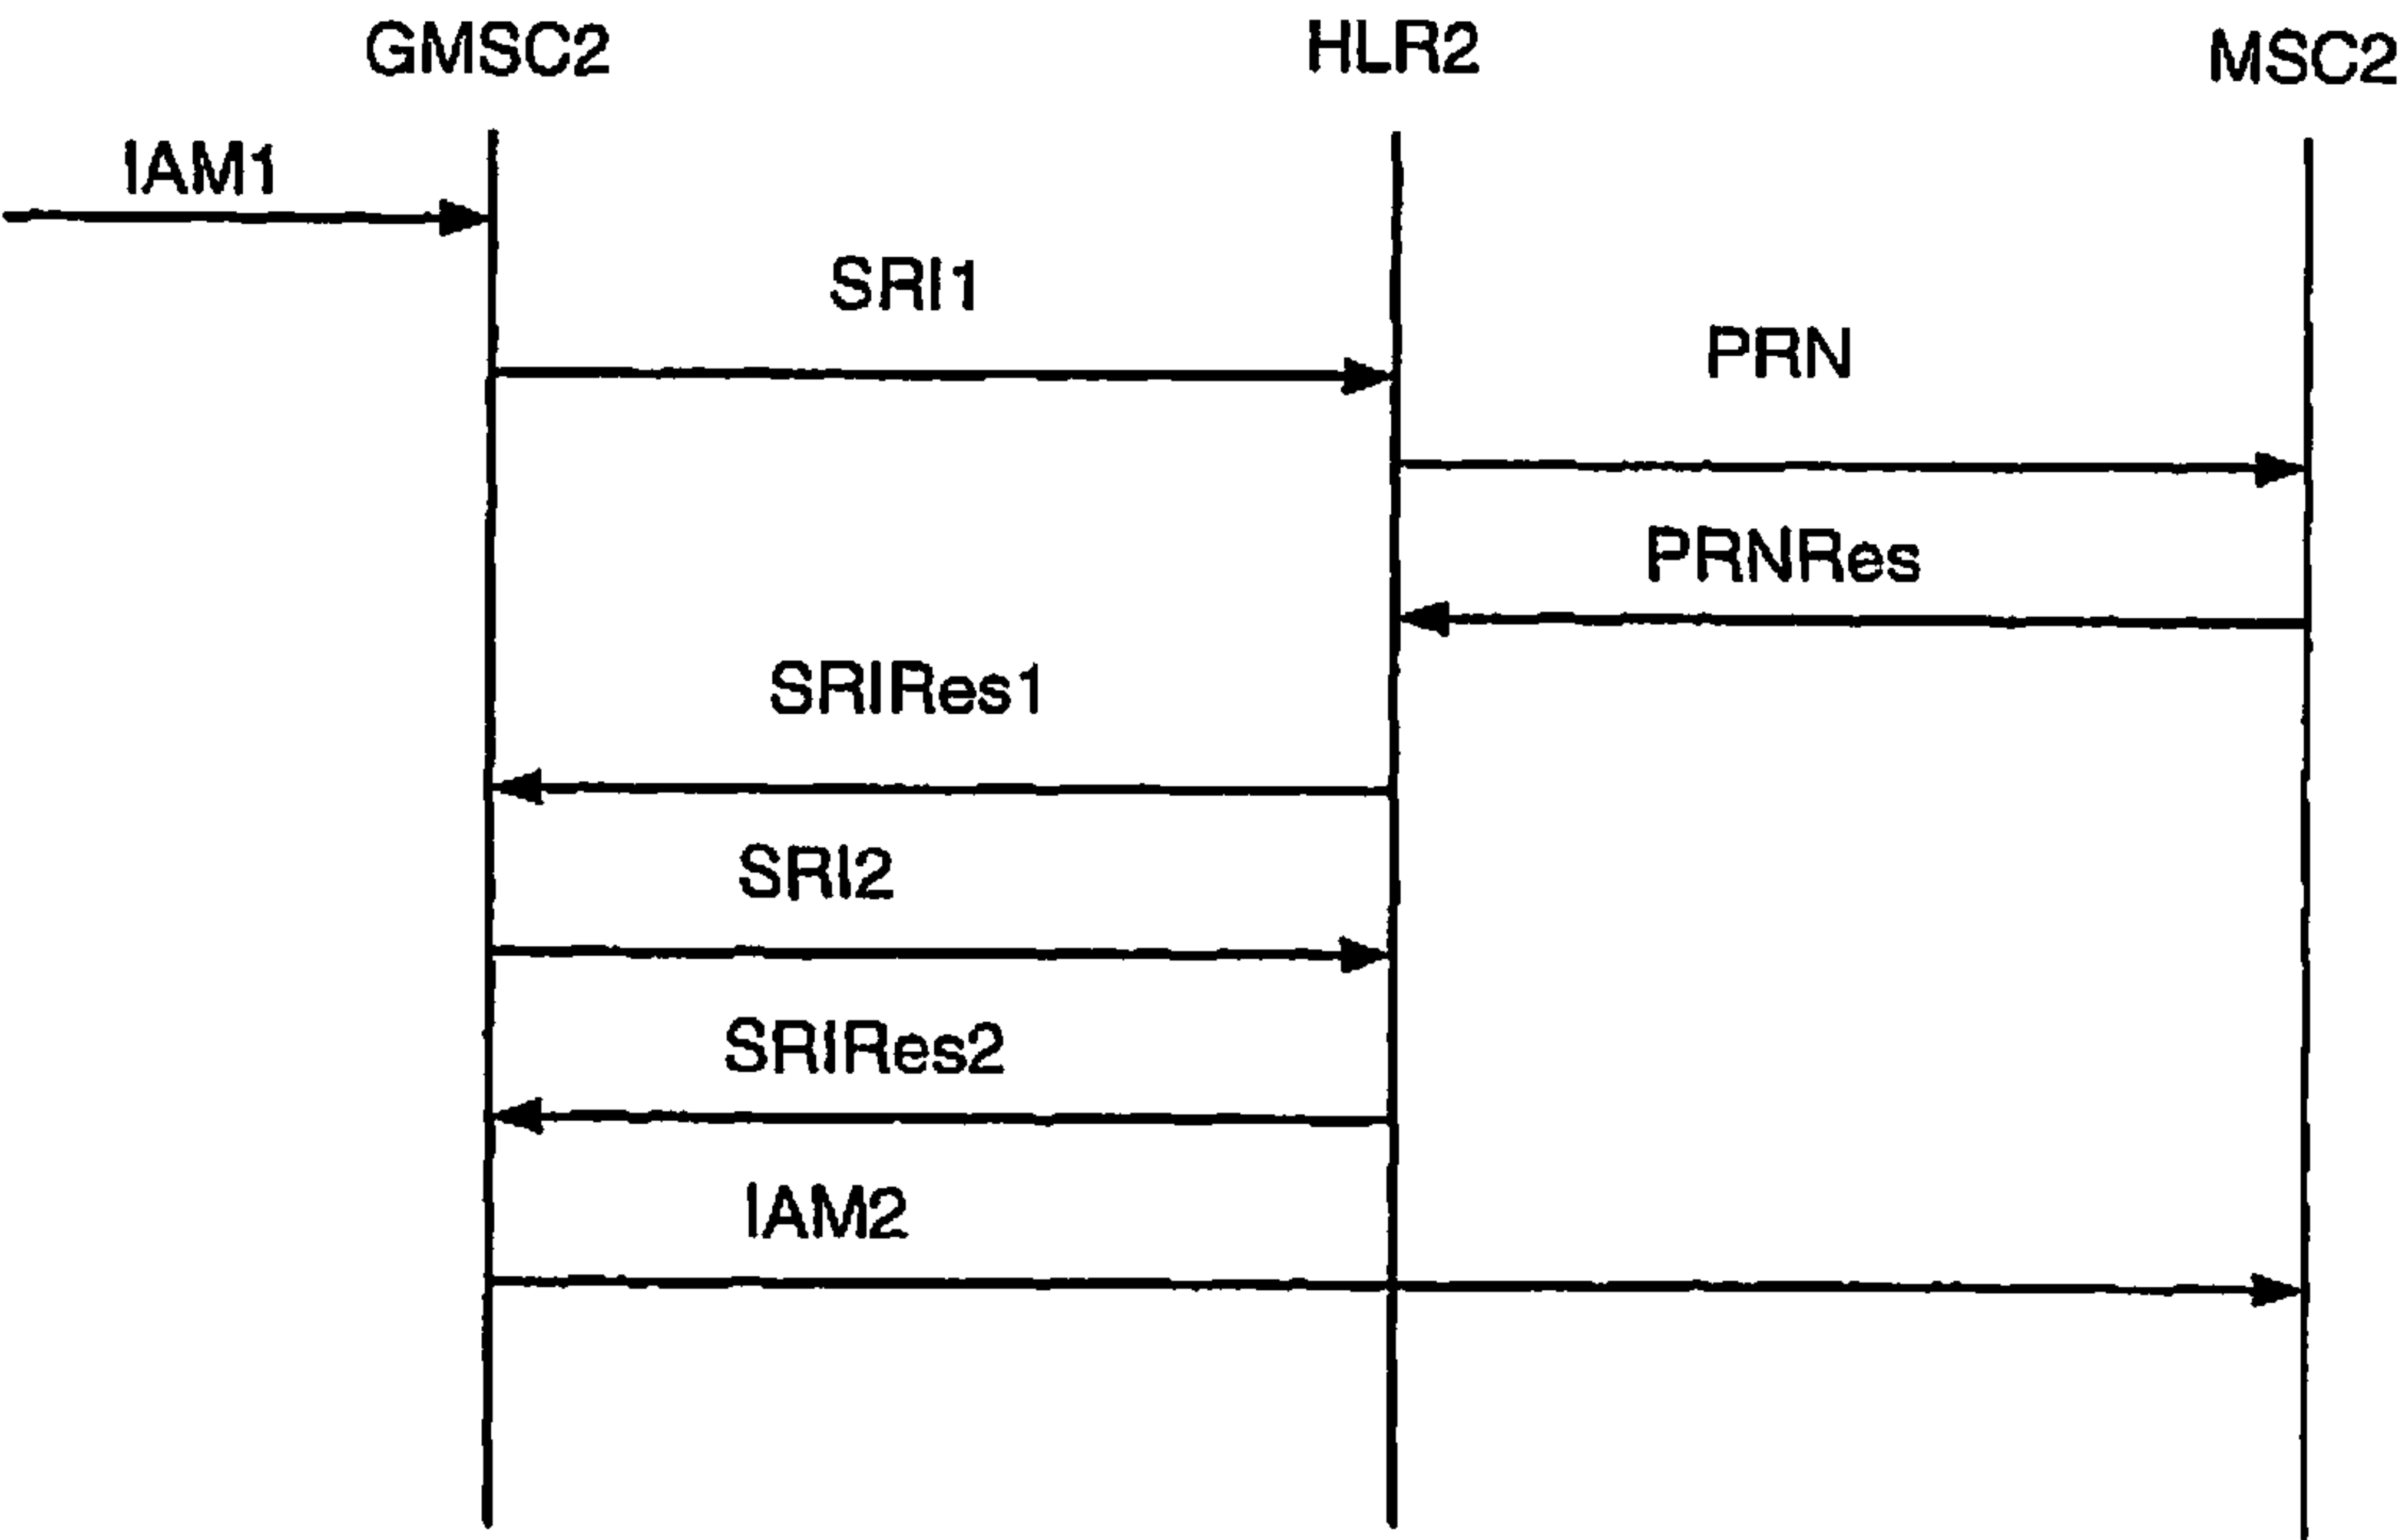 GMSC2
HLR2
MSC2
IAM1
SRI1
PRN
PRNRes
SRIRes1
SRI2
SRIRes2
IAM2